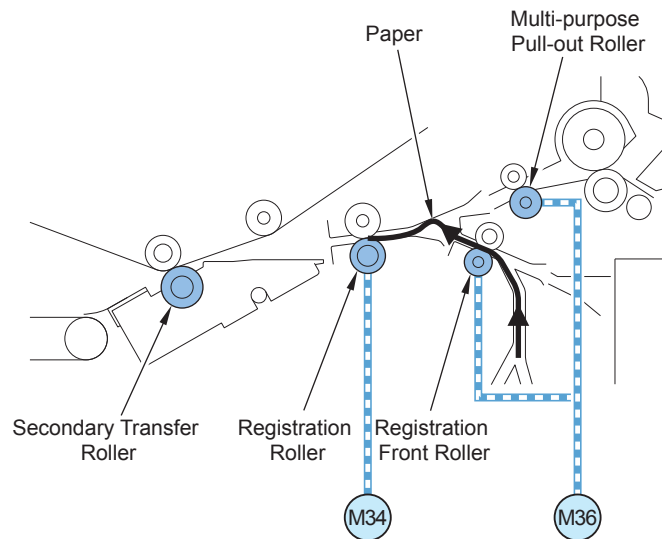 Multi-purpose
Pull-out Roller
Paper
Secondary Transfer
Roller
Registration
Roller
Registration
Front Roller
M34
M36